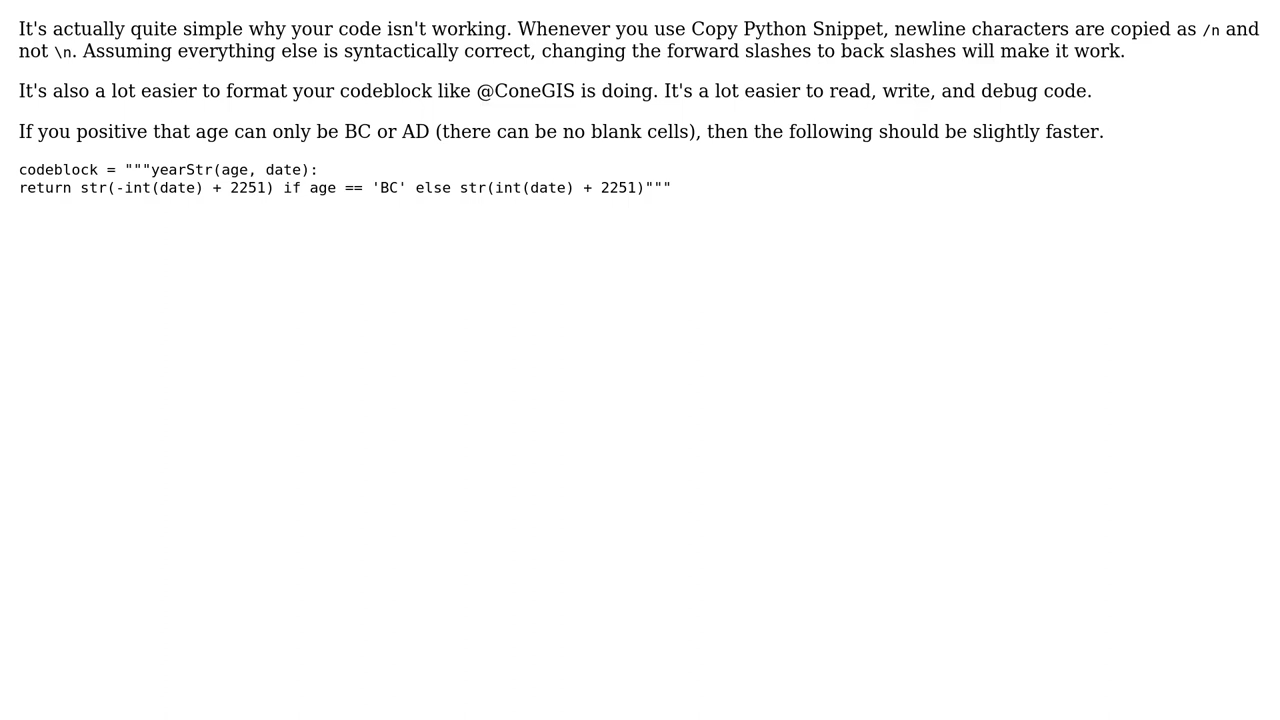 It's actually quite simple why your code isn't working. Whenever you use Copy Python Snippet, newline characters are copied as /n and
not \n. Assuming everything else is syntactically correct, changing the forward slashes to back slashes will make it work.
It's also a lot easier to format your codeblock like @ConeGIS is doing. It's a lot easier to read, write, and debug code.
If you positive that age can only be BC or AD (there can be no blank cells), then the following should be slightly faster.
codeblock = """yearStr(age, date):
return str(-int(date) + 2251) if age == 'BC' else str(int(date) + 2251)"""